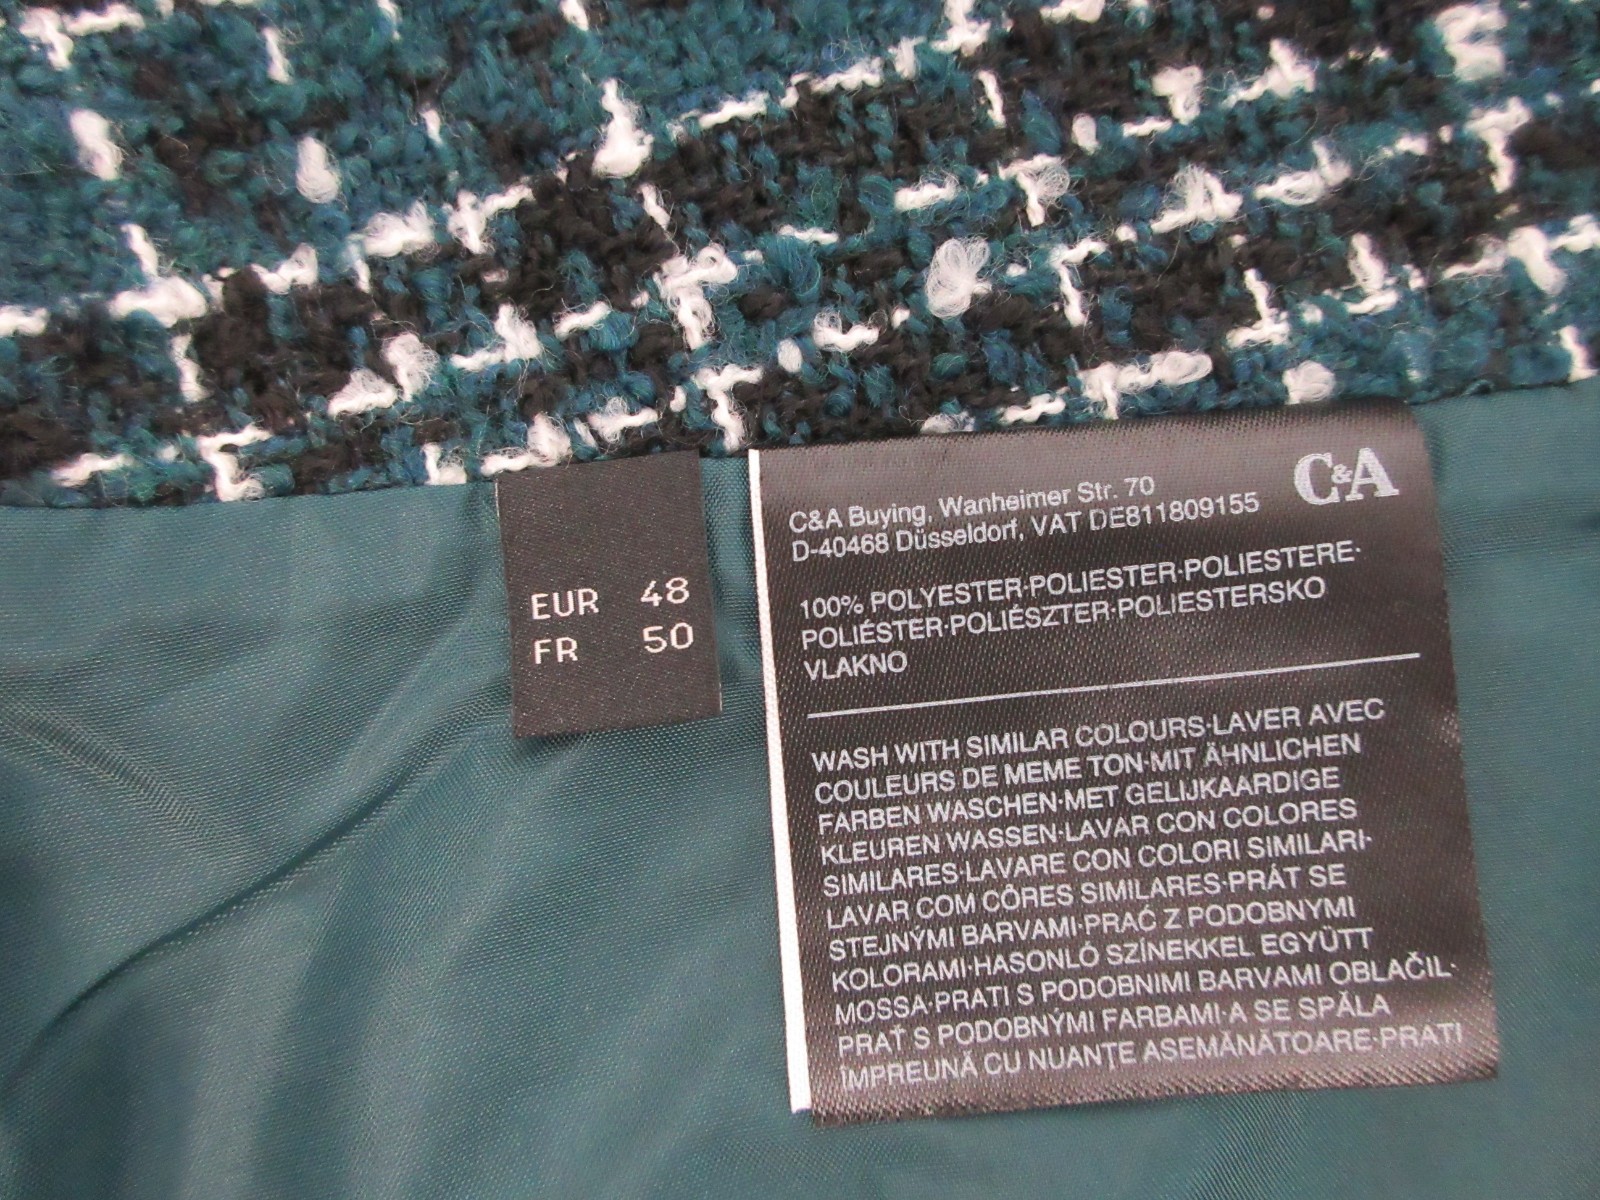 EUR 48
FR 50
C&A
C&A Buying, Wanheimer Str. 70
D-40468 Düsseldorf, VAT DE811809155
100% POLYESTER·POLIESTER·POLIESTERE·
POLIÉSTER·POLIÉSZTER·POLIESTERSKO
VLAKNO
WASH WITH SIMILAR COLOURS·LAVER AVEC
COULEURS DE MEME TON·MIT ÄHNLICHEN
FARBEN WASCHEN·MET GELIJKAARDIGE
KLEUREN WASSEN·LAVAR CON COLORES
SIMILARES·LAVARE CON COLORI SIMILARI·
LAVAR COM CÔRES SIMILARES·PRÁT SE
STEJNÝMI BARVAMI·PRAĆ Z PODOBNYMI
KOLORAMI·HASONLÓ SZÍNEKKEL EGYÜTT
MOSSA·PRATI S PODOBNIMI BARVAMI OBLAČIL·
PRAŤ S PODOBNÝMI FARBAMI·A SE SPĂLA
ÎMPREUNĂ CU NUANȚE ASEMĂNĂTOARE·PRATI